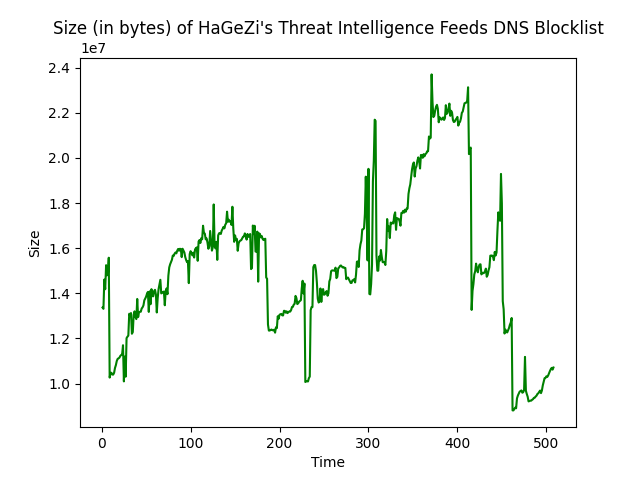 Size (in bytes) of HaGeZi's Threat Intelligence Feeds DNS Blocklist
1e7
2.4
2.2
2.0
1.8
1.6
1.4
1.2
1.0
Size
0 100 200 300 400 500
Time